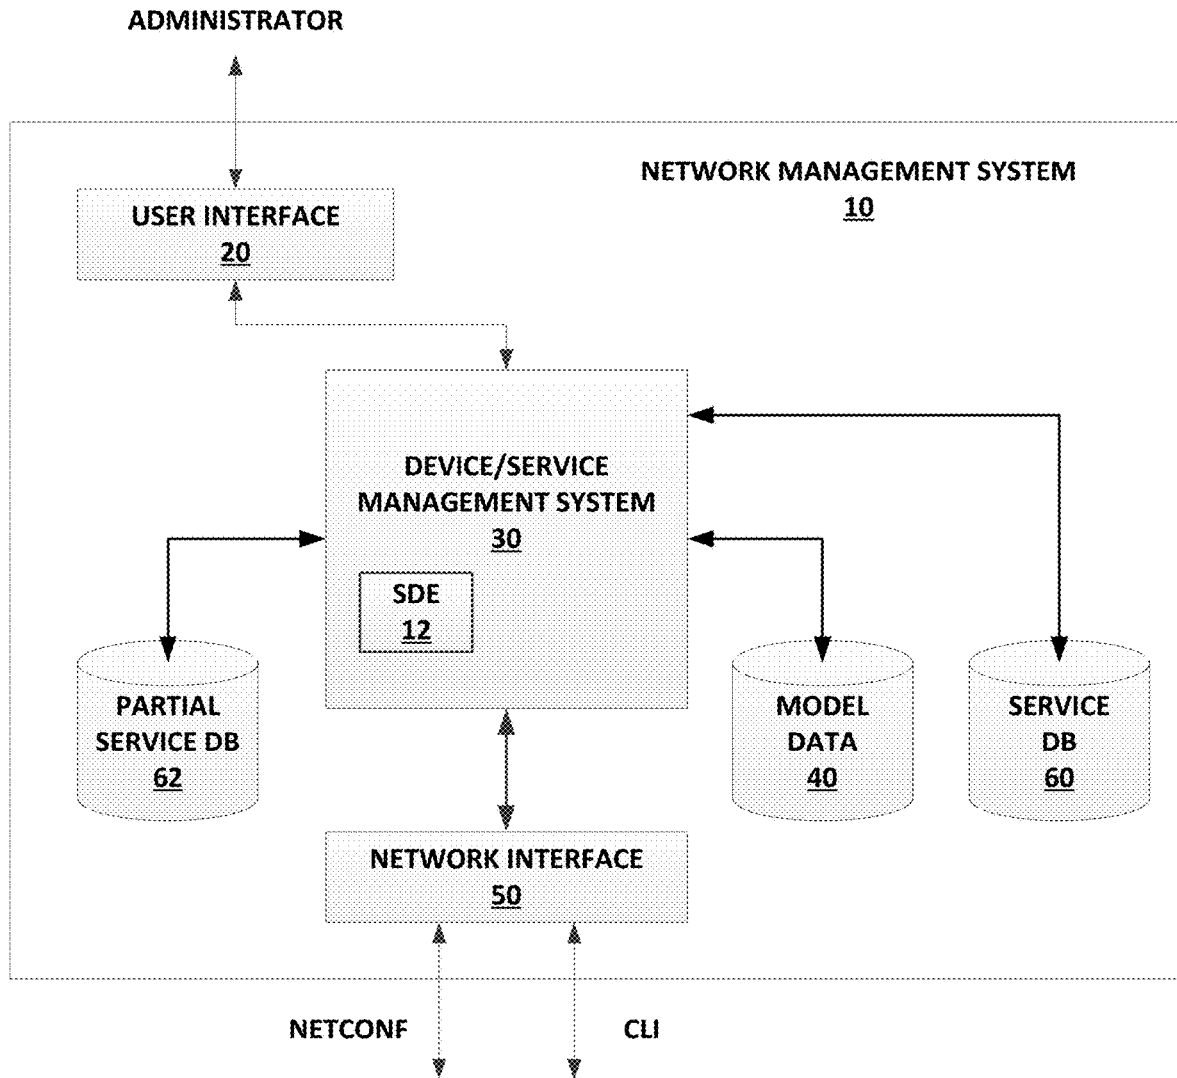 ADMINISTRATOR
NETWORK MANAGEMENT SYSTEM
10
USER INTERFACE
20
DEVICE/SERVICE
MANAGEMENT SYSTEM
30
SDE
12
PARTIAL
SERVICE DB
62
MODEL
DATA
40
SERVICE
DB
60
NETWORK INTERFACE
50
NETCONF
CLI